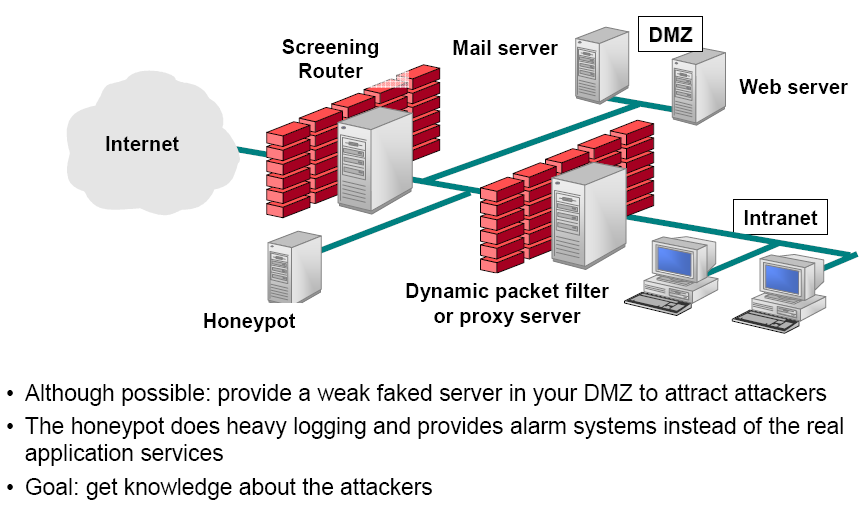 Screening
Router
Mail server
DMZ
Web server
Internet
Intranet
Honeypot
Dynamic packet filter
or proxy server
• Although possible: provide a weak faked server in your DMZ to attract attackers
• The honeypot does heavy logging and provides alarm systems instead of the real
application services
• Goal: get knowledge about the attackers